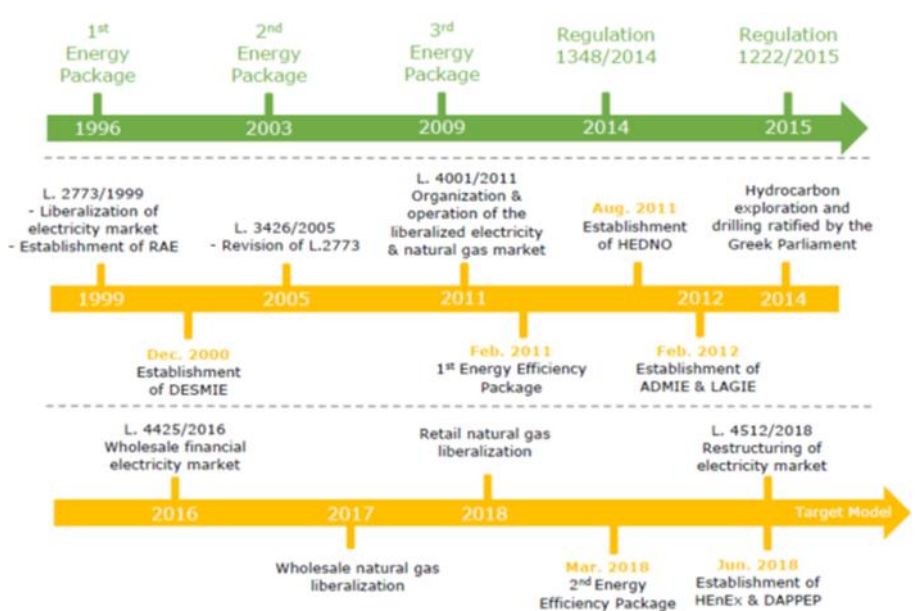 1st
Energy
Package
2nd
Energy
Package
3rd
Energy
Package
Regulation
1348/2014
Regulation
1222/2015
1996
2003
2009
2014
2015
L. 2773/1999
- Liberalization of
electricity market
- Establishment of RAE
L. 3426/2005
- Revision of L.2773
L. 4001/2011
Organization &
operation of the
liberalized electricity
& natural gas market
Aug. 2011
Establishment
of HEDNO
Hydrocarbon
exploration and
drilling ratified by the
Greek Parliament
1999
2005
2011
2012
2014
Dec. 2000
Establishment
of DESMIE
Feb. 2011
1st Energy Efficiency
Package
Feb. 2012
Establishment of
ADMIE & LAGIE
L. 4425/2016
Wholesale financial
electricity market
Retail natural gas
liberalization
L. 4512/2018
Restructuring of
electricity market
2016
2017
2018
Target Model
Wholesale natural gas
liberalization
Mar. 2018
2nd Energy
Efficiency Package
Jun. 2018
Establishment of
HEnEx & DAPPEP